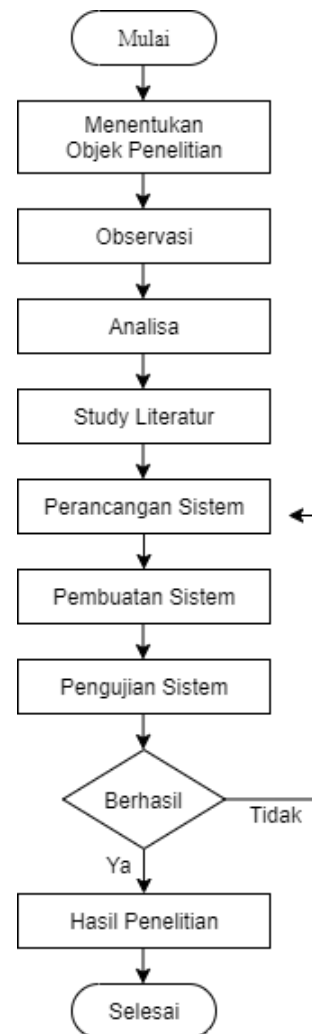 Mulai
Menentukan
Objek Penelitian
Observasi
Analisa
Study Literatur
Perancangan Sistem
Pembuatan Sistem
Pengujian Sistem
Berhasil
Tidak
Ya
Hasil Penelitian
Selesai